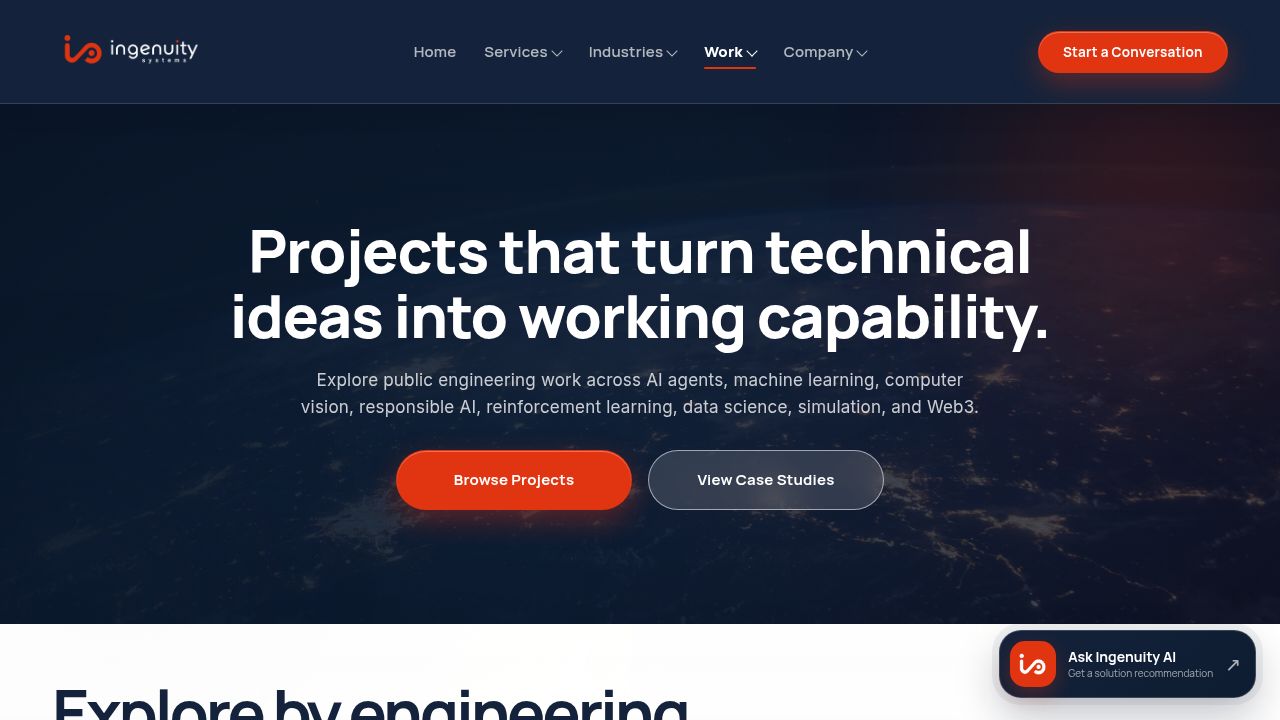 ingenuity
systems
Home
Services
Industries
Work
Company
Start a Conversation
Projects that turn technical
ideas into working capability.
Explore public engineering work across AI agents, machine learning, computer
vision, responsible AI, reinforcement learning, data science, simulation, and Web3.
Browse Projects
View Case Studies
Explore by engineering
Ask Ingenuity AI
Get a solution recommendation